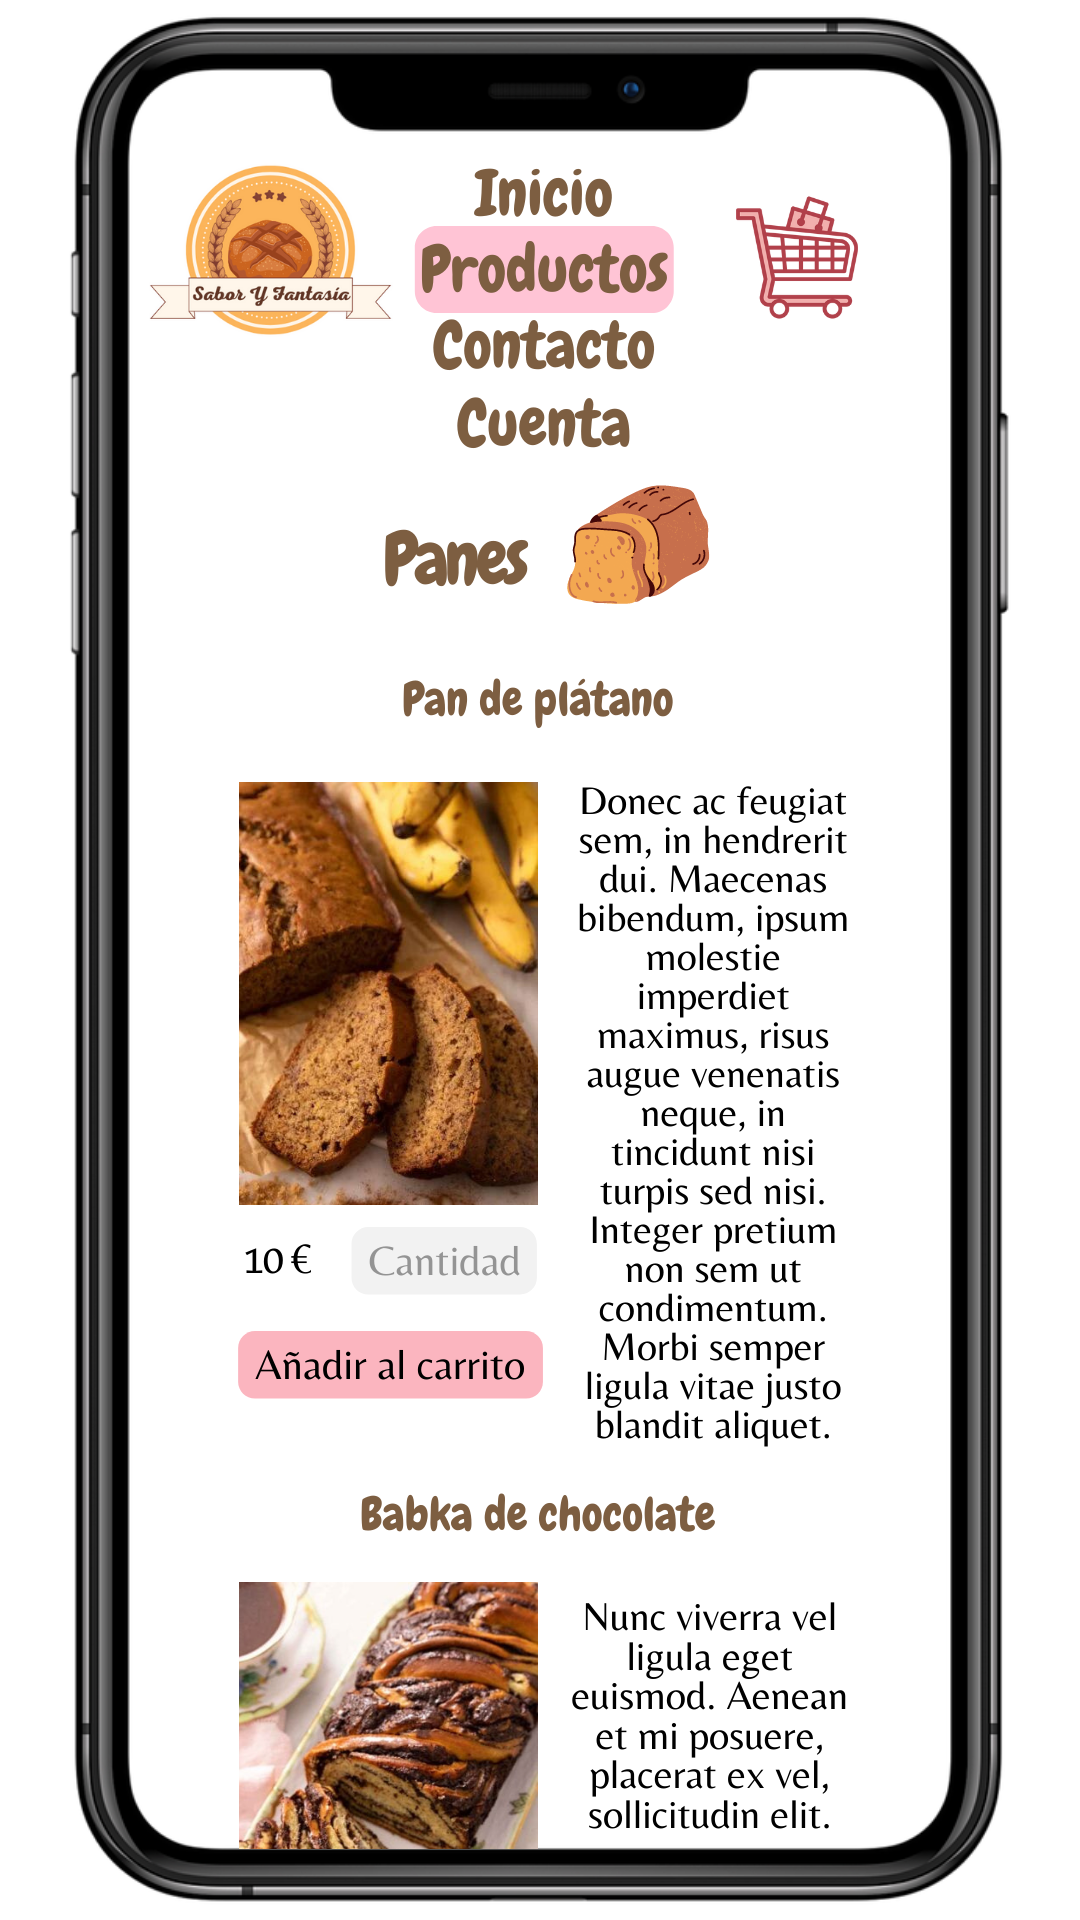 Sabor Y Fantasía
Inicio
Productos
Contacto
Cuenta
Panes
Pan de plátano
Donec ac feugiat
sem, in hendrerit
dui. Maecenas
bibendum, ipsum
molestie
imperdiet
maximus, risus
augue venenatis
neque, in
tincidunt nisi
turpis sed nisi.
Integer pretium
non sem ut
condimentum.
Morbi semper
ligula vitae justo
blandit aliquet.
10 €
Cantidad
Añadir al carrito
Babka de chocolate
Nunc viverra vel
ligula eget
euismod. Aenean
et mi posuere,
placerat ex vel,
sollicitudin elit.